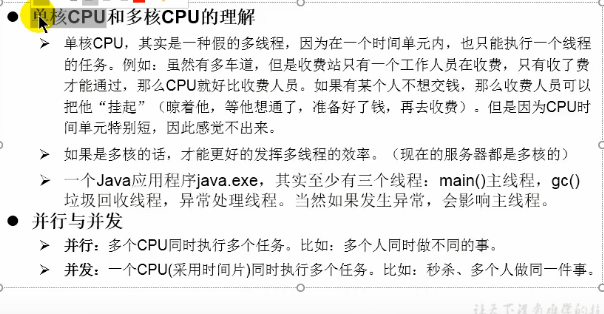 单核CPU和多核CPU的理解
单核CPU，其实是一种假的多线程，因为在一个时间单元内，也只能执行一个线程
的任务。例如：虽然有多车道，但是收费站只有一个工作人员在收费，只有收了费
才能通过，那么CPU就好比收费人员。如果有某个人不想交钱，那么收费人员可以
把他“挂起”（晾着他，等他想通了，准备好了钱，再去收费）。但是因为CPU时
间单元特别短，因此感觉不出来。
如果是多核的话，才能更好的发挥多线程的效率。（现在的服务器都是多核的）
一个Java应用程序java.exe，其实至少有三个线程：main()主线程，gc()
垃圾回收线程，异常处理线程。当然如果发生异常，会影响主线程。
并行与并发
并行：多个CPU同时执行多个任务。比如：多个人同时做不同的事。
并发：一个CPU(采用时间片)同时执行多个任务。比如：秒杀、多个人做同一件事。